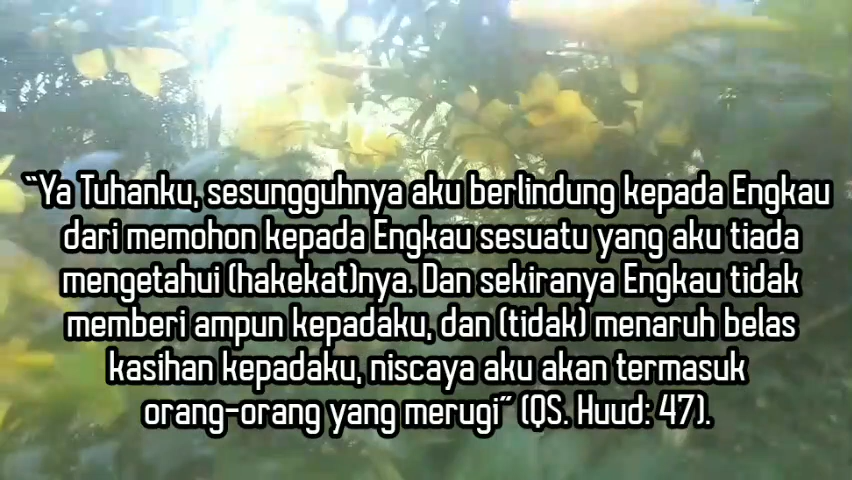 “Ya Tuhanku, sesungguhnya aku berlindung kepada Engkau
dari memohon kepada Engkau sesuatu yang aku tiada
mengetahui (hakekat)nya. Dan sekiranya Engkau tidak
memberi ampun kepadaku, dan (tidak) menaruh belas
kasihan kepadaku, niscaya aku akan termasuk
orang-orang yang merugi” (QS. Huud: 47).